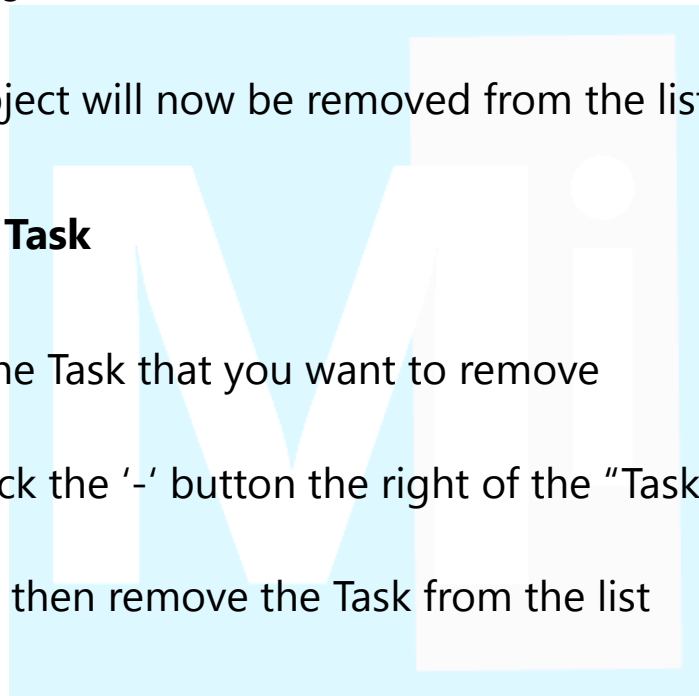 ject will now be removed from the list
Task
he Task that you want to remove
ck the ‘-‘ button the right of the “Task
then remove the Task from the list
Mi